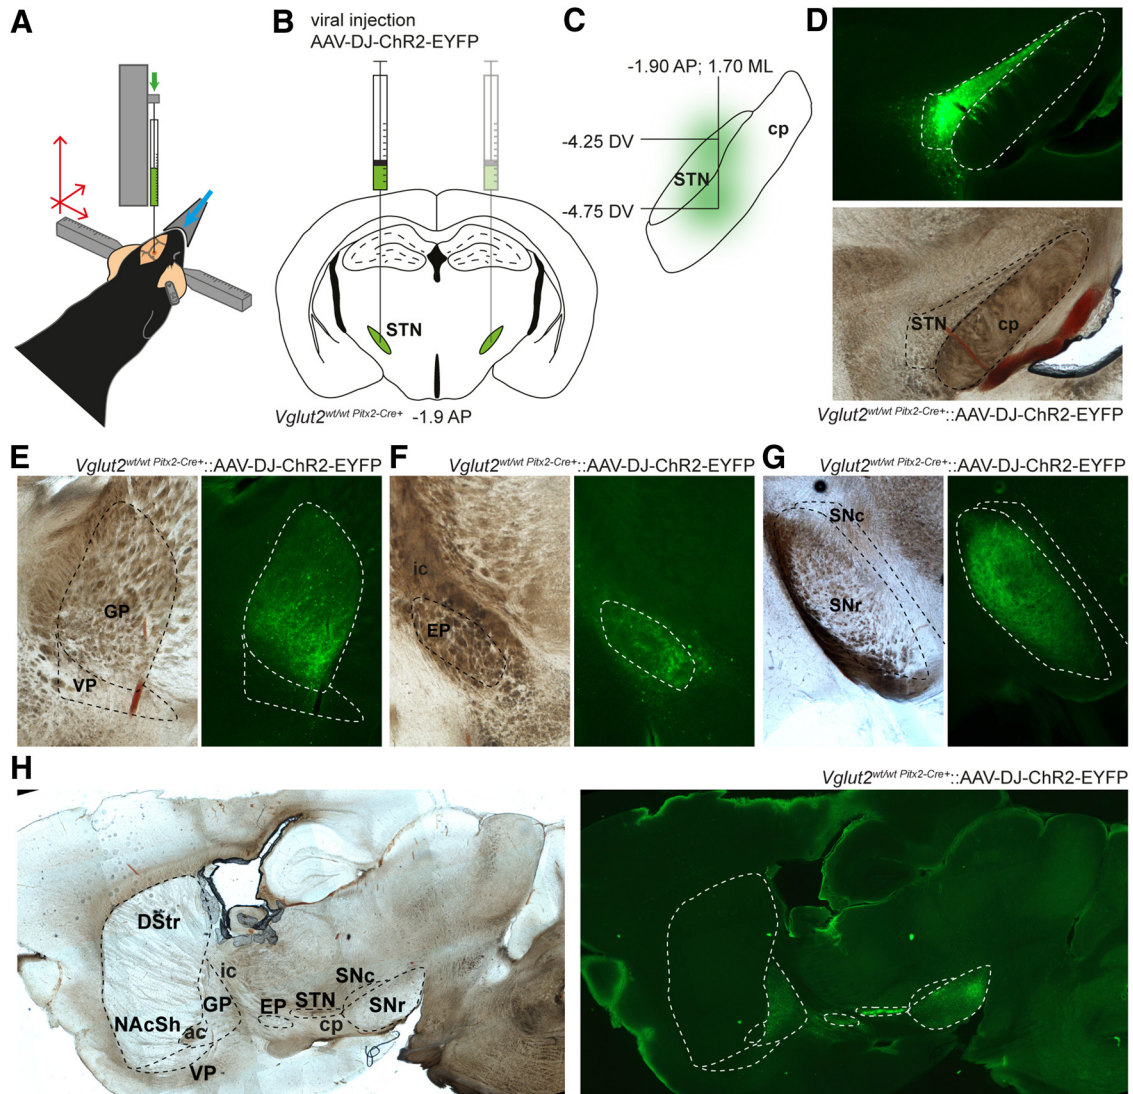 A
B
viral injection
AAV-DJ-ChR2-EYFP
STN
Vglut2wt/wt Pitx2-Cre+ -1.9 AP
C
-1.90 AP; 1.70 ML
cp
-4.25 DV
STN
-4.75 DV
D
STN
cp
Vglut2wt/wt Pitx2-Cre+::AAV-DJ-ChR2-EYFP
E
Vglut2wt/wt Pitx2-Cre+::AAV-DJ-ChR2-EYFP
GP
VP
F
Vglut2wt/wt Pitx2-Cre+::AAV-DJ-ChR2-EYFP
ic
EP
G
Vglut2wt/wt Pitx2-Cre+::AAV-DJ-ChR2-EYFP
SNc
SNr
H
Vglut2wt/wt Pitx2-Cre+::AAV-DJ-ChR2-EYFP
DStr
ic
SNc
GP
EP
STN
SNr
NAcSh
ac
cp
VP